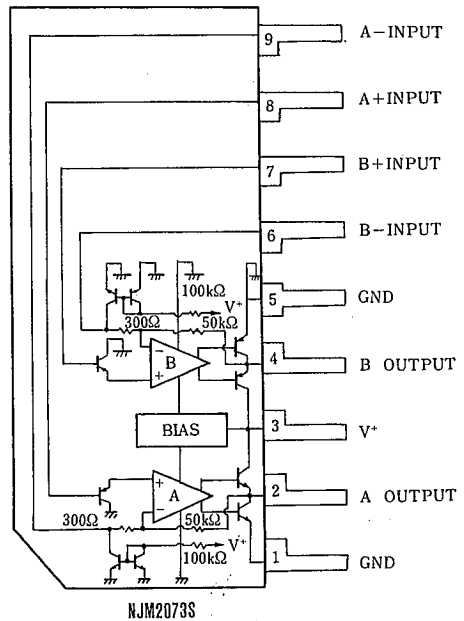 9 A−INPUT
8 A+INPUT
7 B+INPUT
6 B−INPUT
100kΩ
V+
5 GND
300Ω
50kΩ
−
B
+
4 B OUTPUT
BIAS
3 V+
+
A
−
2 A OUTPUT
300Ω
50kΩ
V+
100kΩ
1 GND
NJM2073S